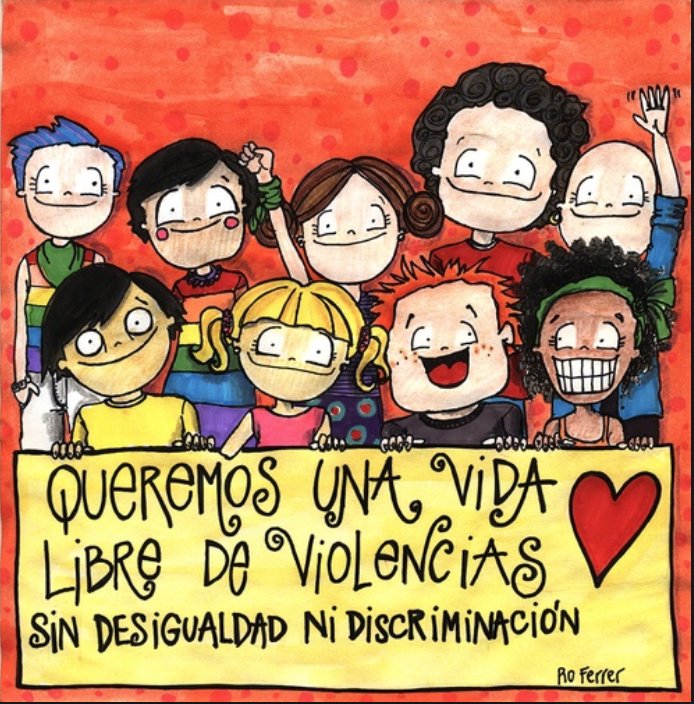 QUEREMOS UNA VIDA
LIBRE DE VIOLENCIAS
SIN DESIGUALDAD NI DISCRIMINACIÓN
RO FERRER